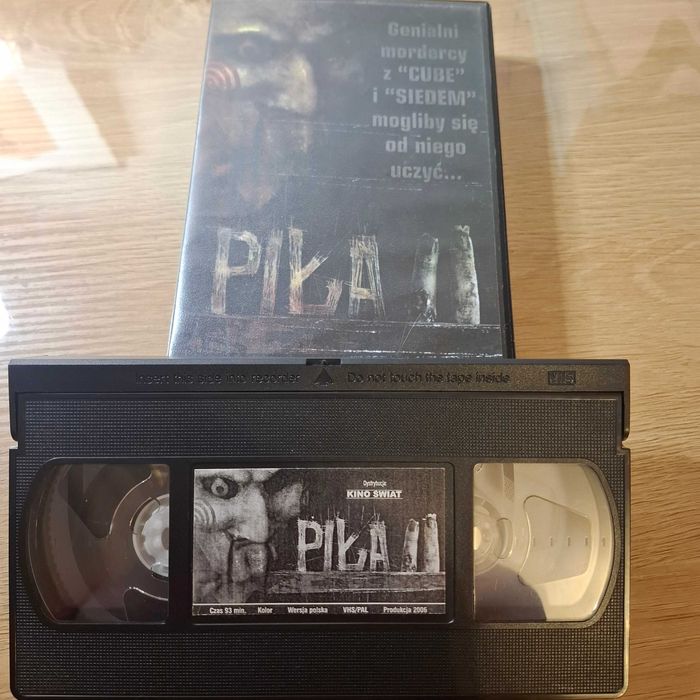 Genialni
mordercy
z "CUBE"
i "SIEDEM"
mogliby się
od niego
uczyć...
PIŁA II
Insert this side into recorder Do not touch the tape inside VHS
Dystrybucja
KINO ŚWIAT
PIŁA II
Czas 93 min. Kolor Wersja polska VHS/PAL Produkcja 2006